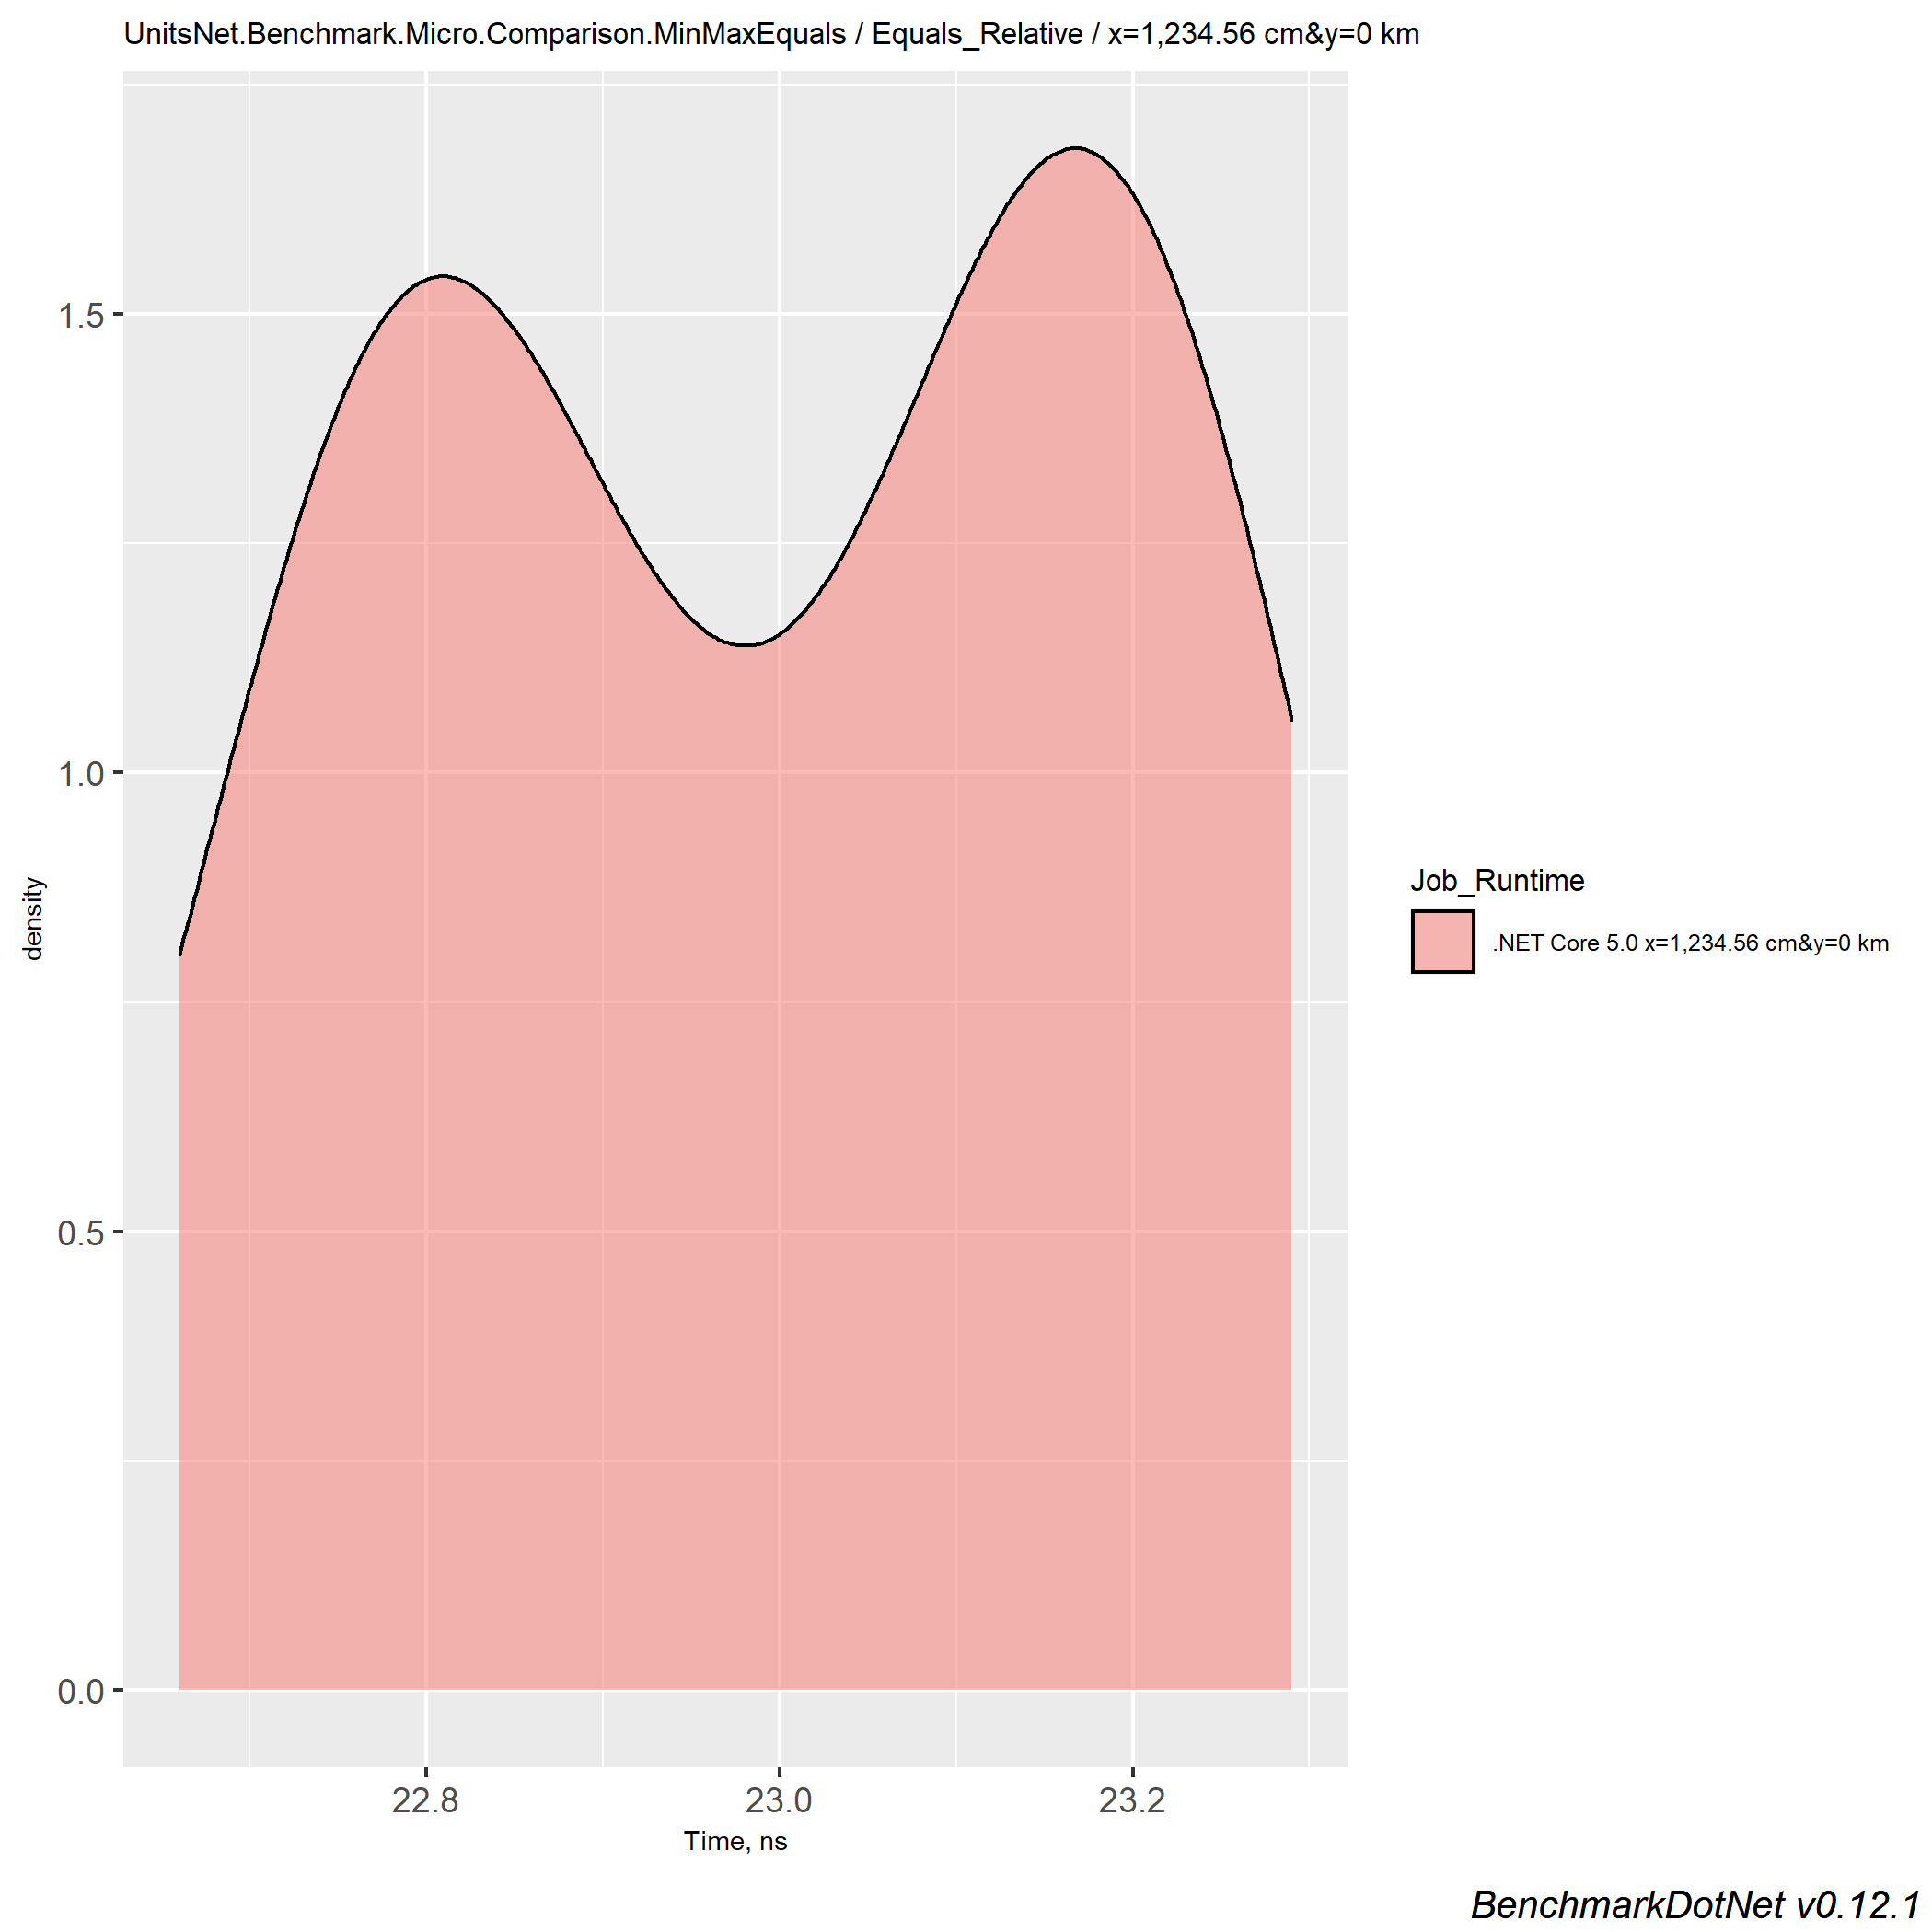 UnitsNet.Benchmark.Micro.Comparison.MinMaxEquals / Equals_Relative / x=1,234.56 cm&y=0 km
1.5
1.0
0.5
0.0
density
22.8 23.0 23.2
Time, ns
Job_Runtime
.NET Core 5.0 x=1,234.56 cm&y=0 km
BenchmarkDotNet v0.12.1